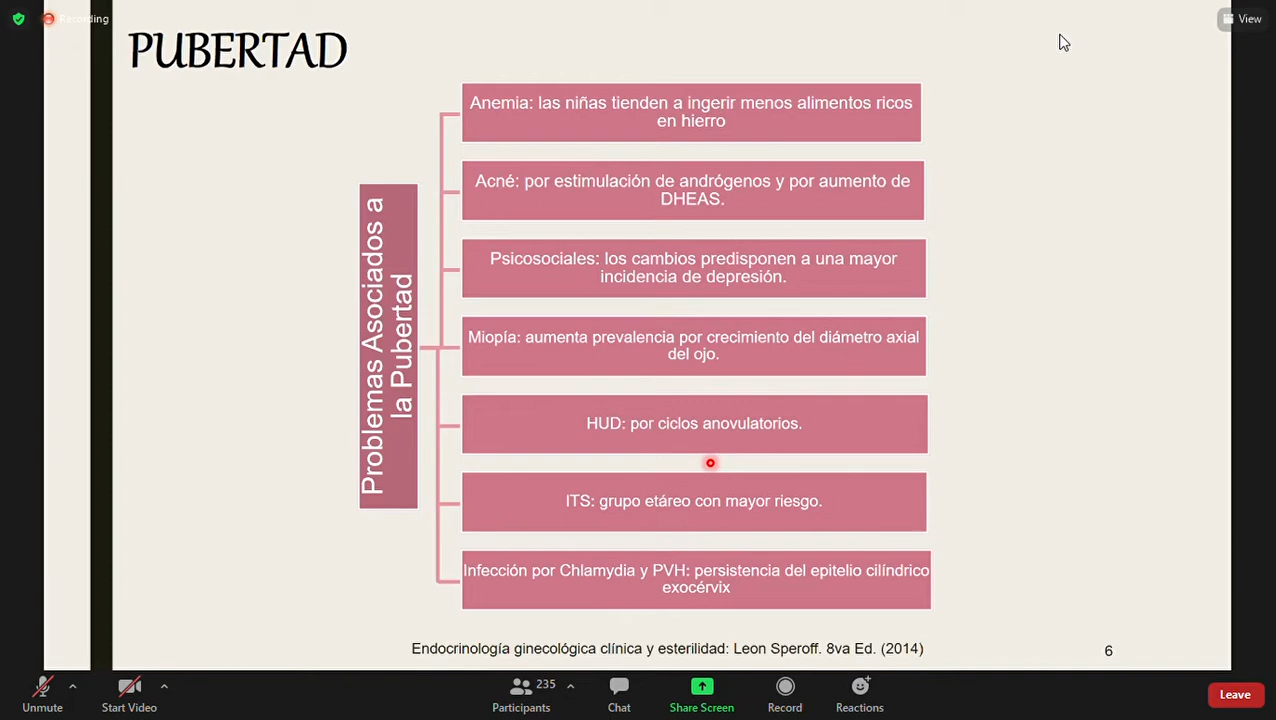 Recording
View
PUBERTAD
Problemas Asociados a
la Pubertad
Anemia: las niñas tienden a ingerir menos alimentos ricos
en hierro
Acné: por estimulación de andrógenos y por aumento de
DHEAS.
Psicosociales: los cambios predisponen a una mayor
incidencia de depresión.
Miopía: aumenta prevalencia por crecimiento del diámetro axial
del ojo.
HUD: por ciclos anovulatorios.
ITS: grupo etáreo con mayor riesgo.
Infección por Chlamydia y PVH: persistencia del epitelio cilíndrico
exocérvix
Endocrinología ginecológica clínica y esterilidad: Leon Speroff. 8va Ed. (2014)
6
Unmute
Start Video
235
Participants
Chat
Share Screen
Record
Reactions
Leave